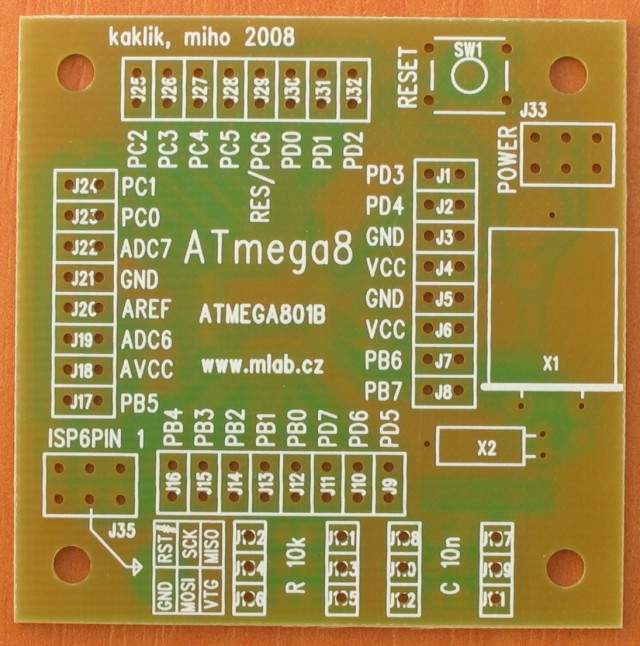 kaklik, miho 2008
RESET
SW1
J25 J26 J27 J28 J29 J30 J31 J32
J33
POWER
PC2 PC3 PC4 PC5 RES/PC6 PD0 PD1 PD2
J24 PC1
J23 PC0
J22 ADC7
J21 GND
J20 AREF
J19 ADC6
J18 AVCC
J17 PB5
ATmega8
ATMEGA801B
www.mlab.cz
PD3 J1
PD4 J2
GND J3
VCC J4
GND J5
VCC J6
PB6 J7
PB7 J8
X1
X2
PB4 PB3 PB2 PB1 PB0 PD7 PD6 PD5
J16 J15 J14 J13 J12 J11 J10 J9
ISP6PIN 1
J35
RST# SCK MISO
GND MOSI VTG
R 10k
C 10n